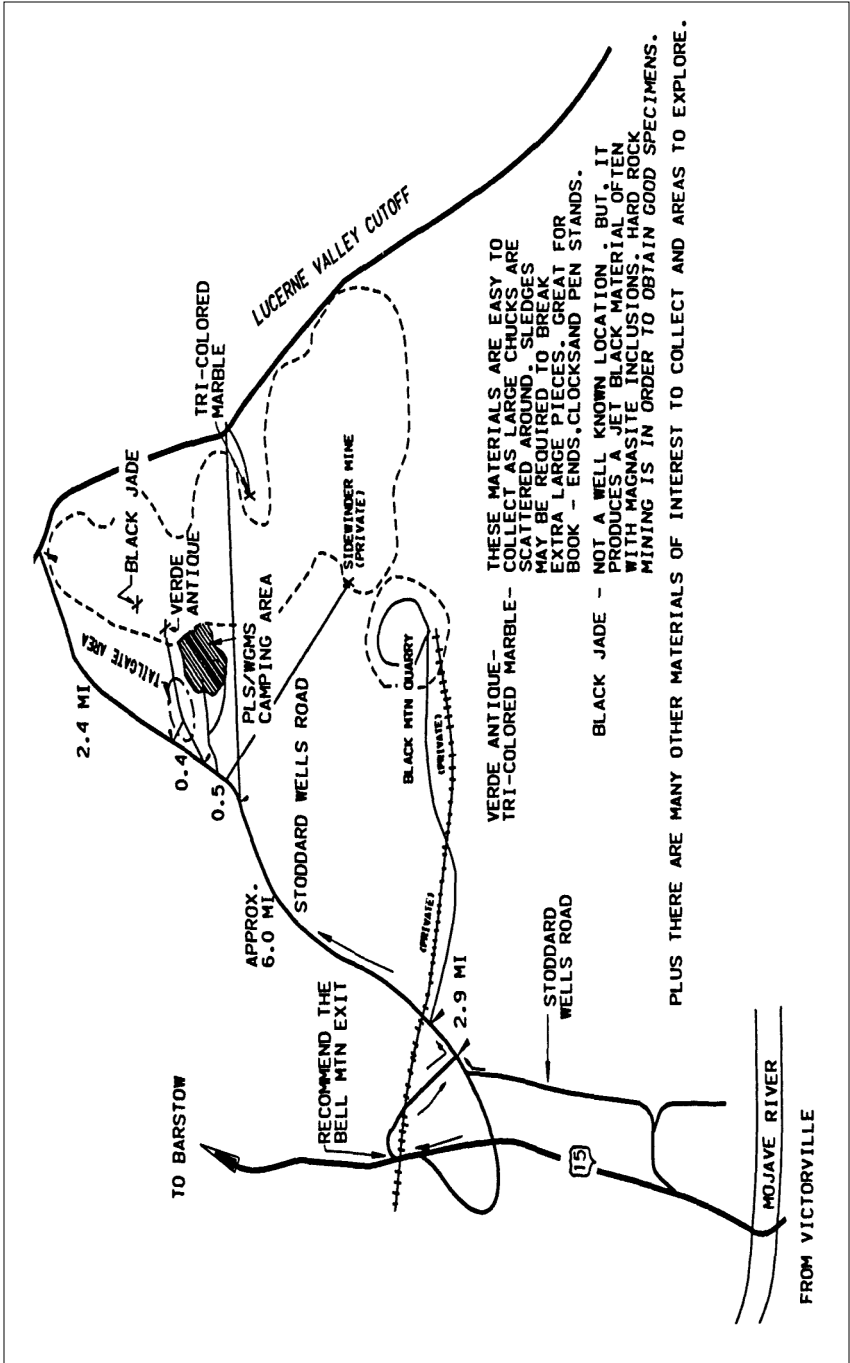 TO BARSTOW
RECOMMEND THE
BELL MTN EXIT
APPROX.
6.0 MI
STODDARD WELLS ROAD
2.4 MI
0.4
0.5
TAILGATE AREA
BLACK JADE
VERDE
ANTIQUE
PLS/WGMS
CAMPING AREA
TRI-COLORED
MARBLE
LUCERNE VALLEY CUTOFF
X SIDEWINDER MINE
(PRIVATE)
BLACK MTN QUARRY
(PRIVATE)
(PRIVATE)
2.9 MI
STODDARD
WELLS ROAD
15
MOJAVE RIVER
FROM VICTORVILLE
VERDE ANTIQUE-
TRI-COLORED MARBLE-
THESE MATERIALS ARE EASY TO
COLLECT AS LARGE CHUCKS ARE
SCATTERED AROUND. SLEDGES
MAY BE REQUIRED TO BREAK
EXTRA LARGE PIECES. GREAT FOR
BOOK - ENDS,CLOCKSAND PEN STANDS.
BLACK JADE - NOT A WELL KNOWN LOCATION . BUT, IT
PRODUCES A JET BLACK MATERIAL OFTEN
WITH MAGNASITE INCLUSIONS. HARD ROCK
MINING IS IN ORDER TO OBTAIN GOOD SPECIMENS.
PLUS THERE ARE MANY OTHER MATERIALS OF INTEREST TO COLLECT AND AREAS TO EXPLORE.